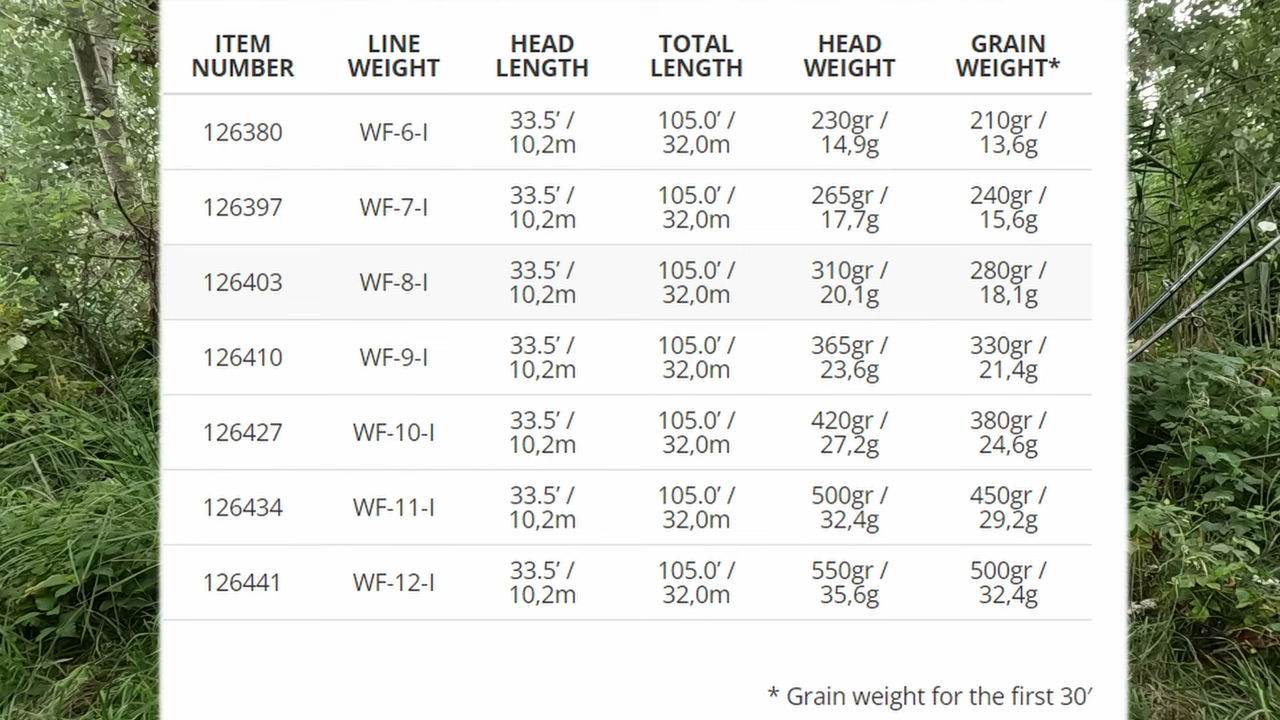 ITEM NUMBER LINE WEIGHT HEAD LENGTH TOTAL LENGTH HEAD WEIGHT GRAIN WEIGHT*
126380 WF-6-I 33.5′ / 10,2m 105.0′ / 32,0m 230gr / 14,9g 210gr / 13,6g
126397 WF-7-I 33.5′ / 10,2m 105.0′ / 32,0m 265gr / 17,7g 240gr / 15,6g
126403 WF-8-I 33.5′ / 10,2m 105.0′ / 32,0m 310gr / 20,1g 280gr / 18,1g
126410 WF-9-I 33.5′ / 10,2m 105.0′ / 32,0m 365gr / 23,6g 330gr / 21,4g
126427 WF-10-I 33.5′ / 10,2m 105.0′ / 32,0m 420gr / 27,2g 380gr / 24,6g
126434 WF-11-I 33.5′ / 10,2m 105.0′ / 32,0m 500gr / 32,4g 450gr / 29,2g
126441 WF-12-I 33.5′ / 10,2m 105.0′ / 32,0m 550gr / 35,6g 500gr / 32,4g
* Grain weight for the first 30′